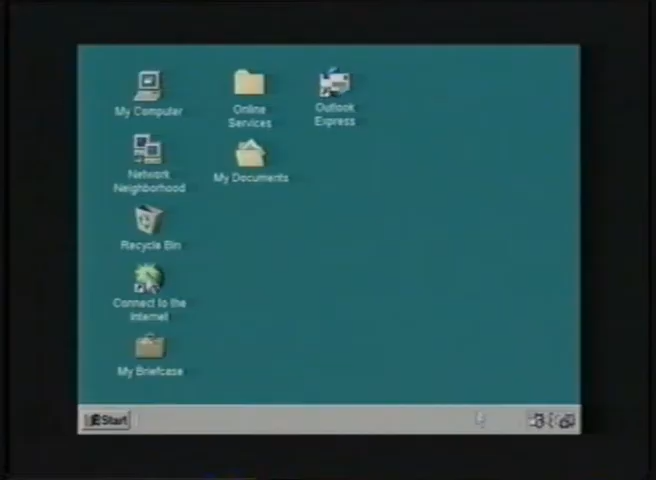 My Computer
Online
Services
Outlook
Express
Network
Neighborhood
My Documents
Recycle Bin
Connect to the
Internet
My Briefcase
Start